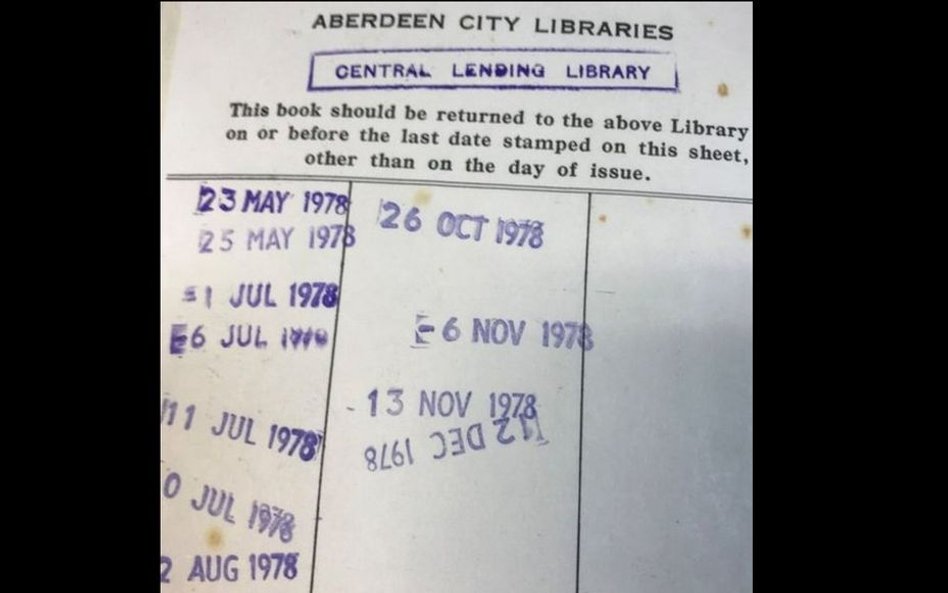 ABERDEEN CITY LIBRARIES
CENTRAL LENDING LIBRARY
This book should be returned to the above Library
on or before the last date stamped on this sheet,
other than on the day of issue.
23 MAY 1978
25 MAY 1978
1 JUL 1978
-6 JUL
11 JUL 1978
0 JUL 1978
2 AUG 1978
26 OCT 1978
-6 NOV 1978
- 13 NOV 1978
12 DEC 1978